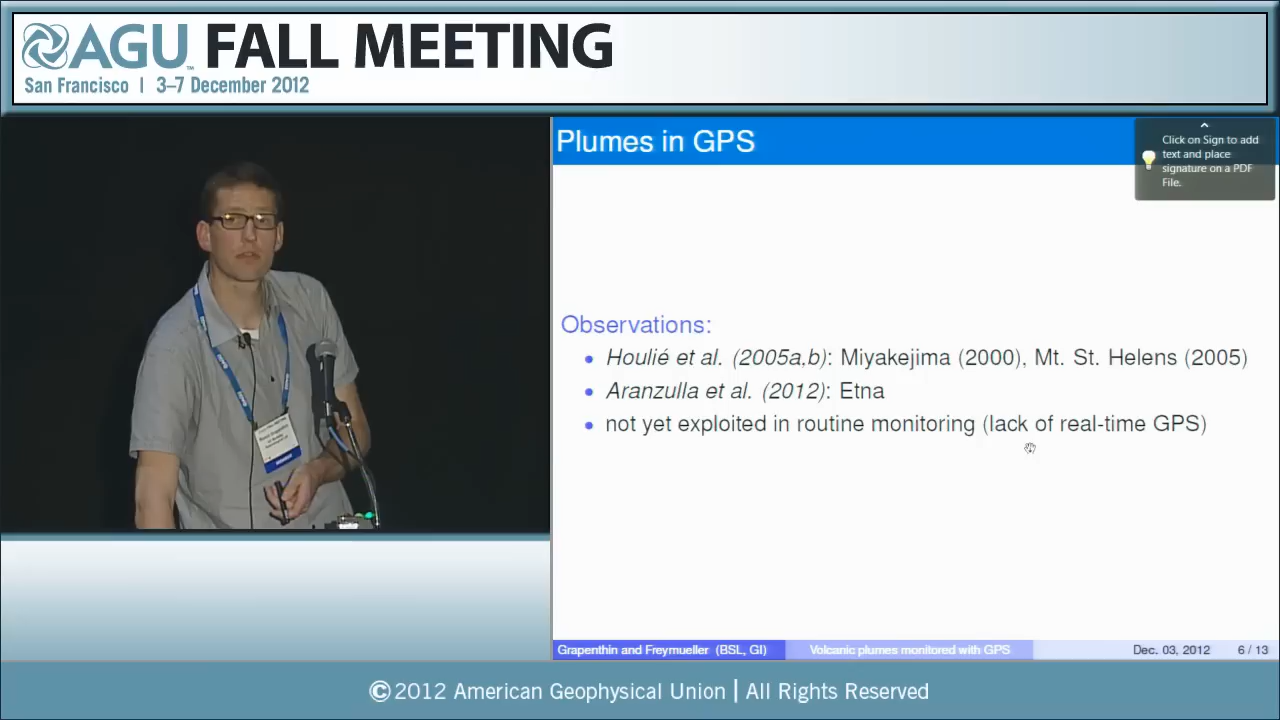 AGU FALL MEETING
San Francisco | 3–7 December 2012
Plumes in GPS
Click on Sign to add
text and place
signature on a PDF
File.
Observations:
• Houlié et al. (2005a,b): Miyakejima (2000), Mt. St. Helens (2005)
• Aranzulla et al. (2012): Etna
• not yet exploited in routine monitoring (lack of real-time GPS)
Grapenthin and Freymueller (BSL, GI) Volcanic plumes monitored with GPS Dec. 03, 2012 6 / 13
©2012 American Geophysical Union | All Rights Reserved